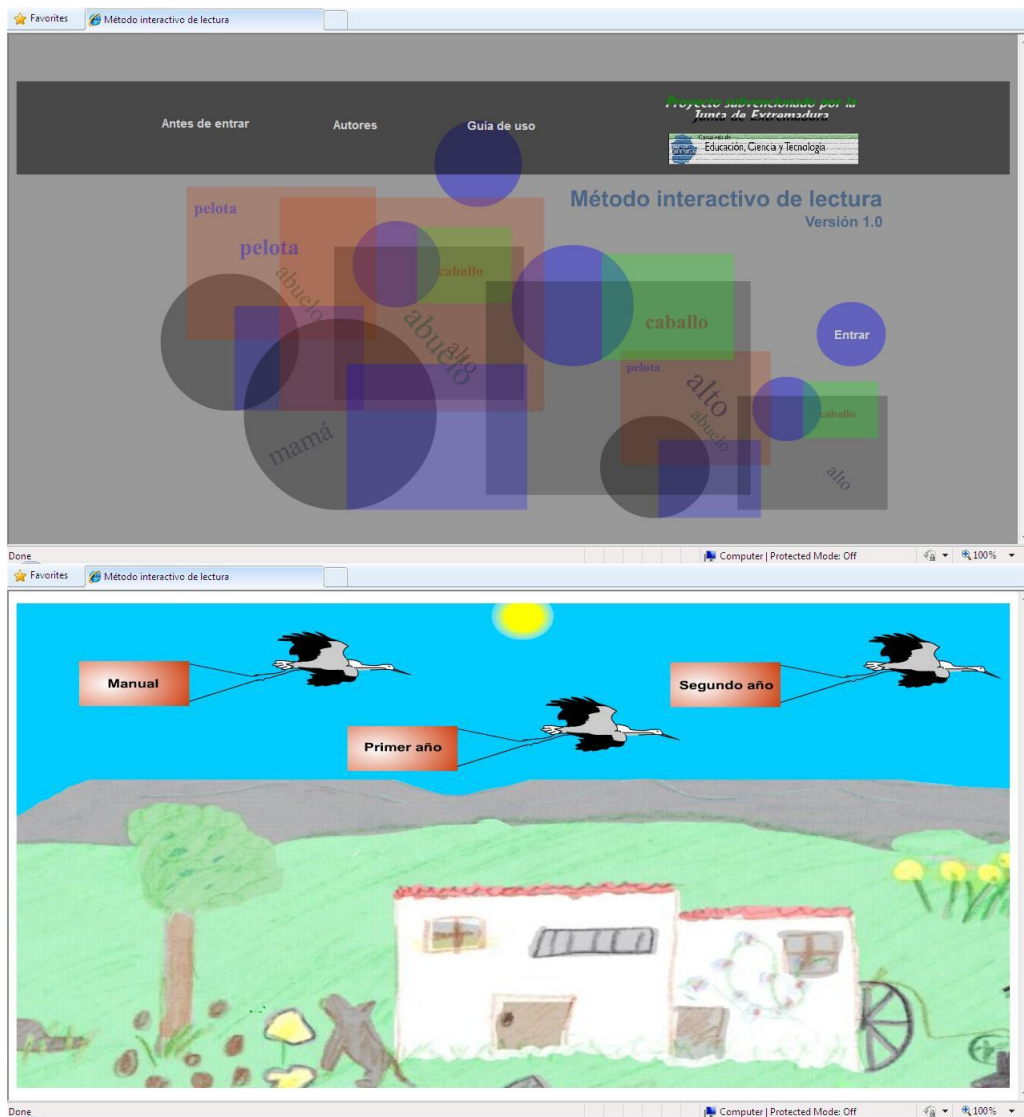 Favorites
Método interactivo de lectura
Antes de entrar
Autores
Guía de uso
Proyecto subvencionado por la
Junta de Extremadura
Consejería de
Educación, Ciencia y Tecnología
Método interactivo de lectura
Versión 1.0
pelota
pelota
abuelo
caballo
abuelo
alto
caballo
Entrar
pelota
alto
abuelo
caballo
mamá
alto
Done
Computer | Protected Mode: Off
100%
Favorites
Método interactivo de lectura
Manual
Segundo año
Primer año
Done
Computer | Protected Mode: Off
100%